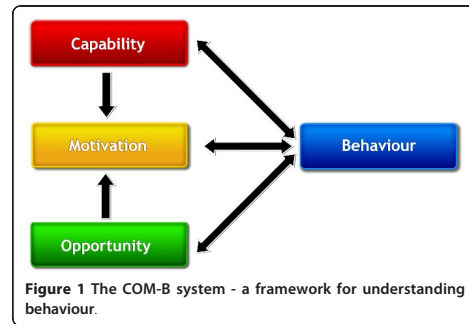 Capability
Motivation
Behaviour
Opportunity
Figure 1 The COM-B system - a framework for understanding
behaviour.